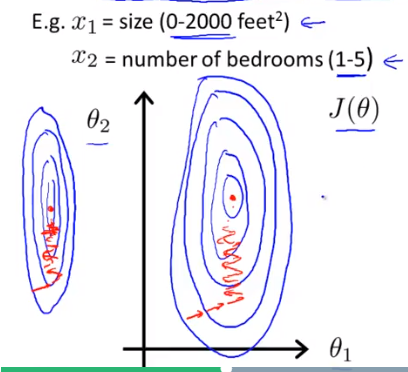 E.g. x₁ = size (0-2000 feet²)
x₂ = number of bedrooms (1-5)
θ₂
J(θ)
θ₁